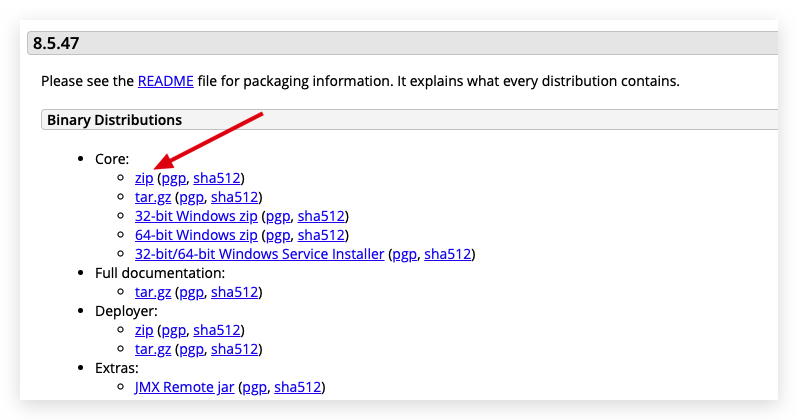 8.5.47
Please see the README file for packaging information. It explains what every distribution contains.
Binary Distributions
• Core:
◦ zip (pgp, sha512)
◦ tar.gz (pgp, sha512)
◦ 32-bit Windows zip (pgp, sha512)
◦ 64-bit Windows zip (pgp, sha512)
◦ 32-bit/64-bit Windows Service Installer (pgp, sha512)
• Full documentation:
◦ tar.gz (pgp, sha512)
• Deployer:
◦ zip (pgp, sha512)
◦ tar.gz (pgp, sha512)
• Extras:
◦ JMX Remote jar (pgp, sha512)